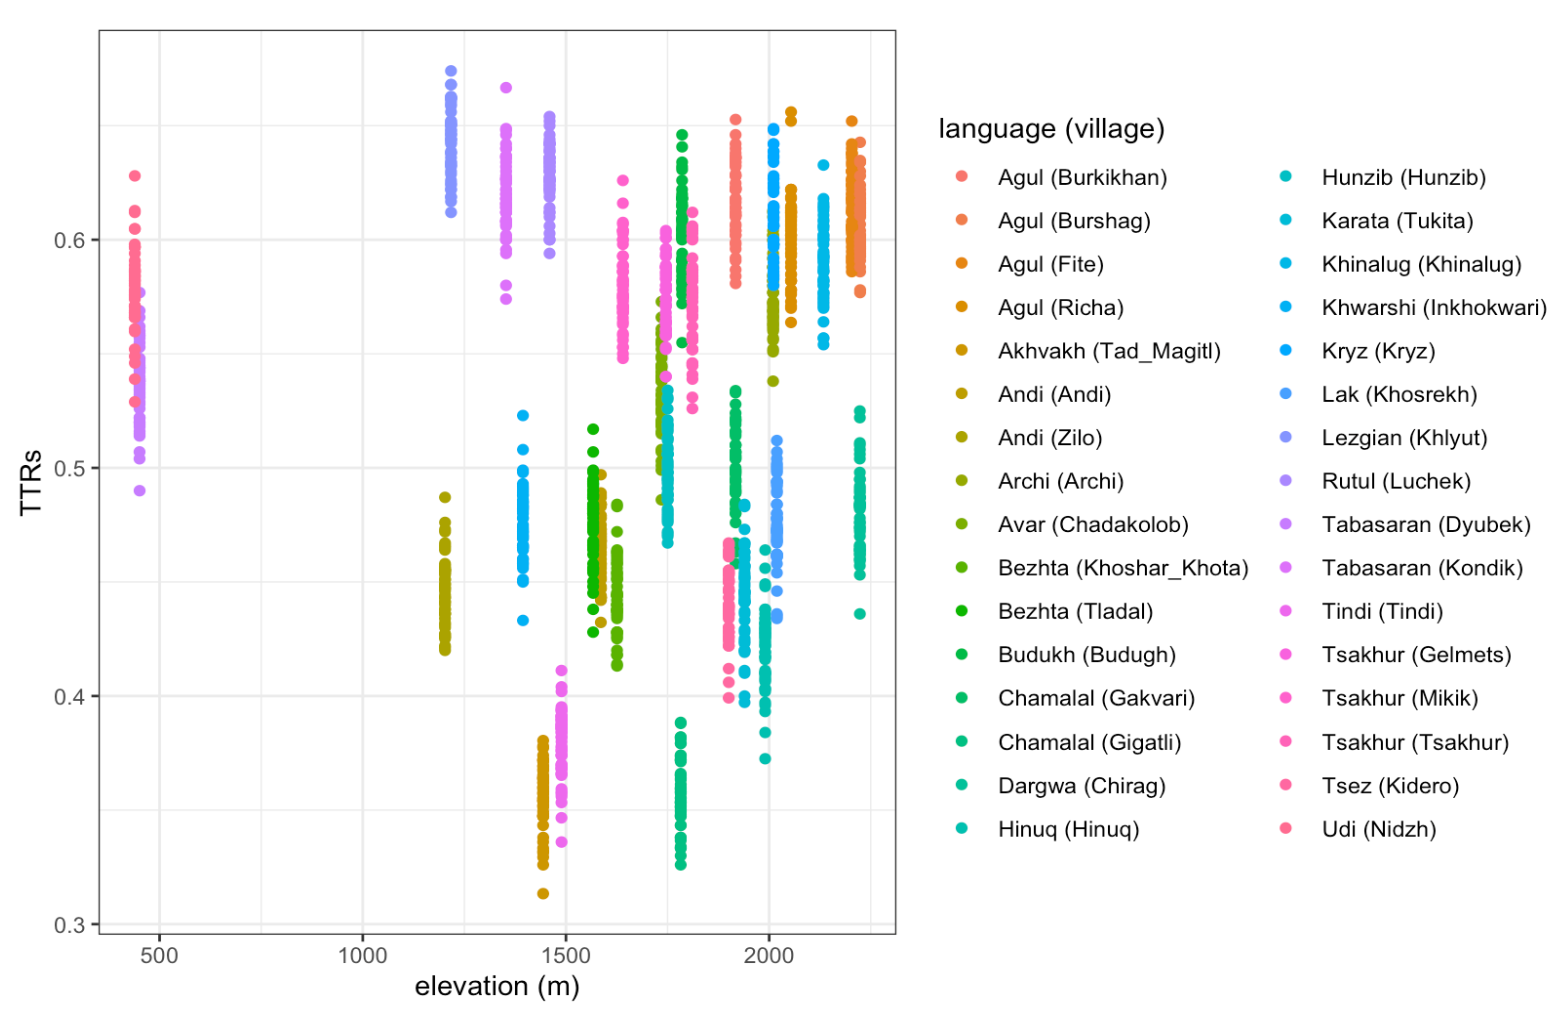 TTRs
0.6
0.5
0.4
0.3
500 1000 1500 2000
elevation (m)
language (village)
Agul (Burkikhan)
Agul (Burshag)
Agul (Fite)
Agul (Richa)
Akhvakh (Tad_Magitl)
Andi (Andi)
Andi (Zilo)
Archi (Archi)
Avar (Chadakolob)
Bezhta (Khoshar_Khota)
Bezhta (Tladal)
Budukh (Budugh)
Chamalal (Gakvari)
Chamalal (Gigatli)
Dargwa (Chirag)
Hinuq (Hinuq)
Hunzib (Hunzib)
Karata (Tukita)
Khinalug (Khinalug)
Khwarshi (Inkhokwari)
Kryz (Kryz)
Lak (Khosrekh)
Lezgian (Khlyut)
Rutul (Luchek)
Tabasaran (Dyubek)
Tabasaran (Kondik)
Tindi (Tindi)
Tsakhur (Gelmets)
Tsakhur (Mikik)
Tsakhur (Tsakhur)
Tsez (Kidero)
Udi (Nidzh)